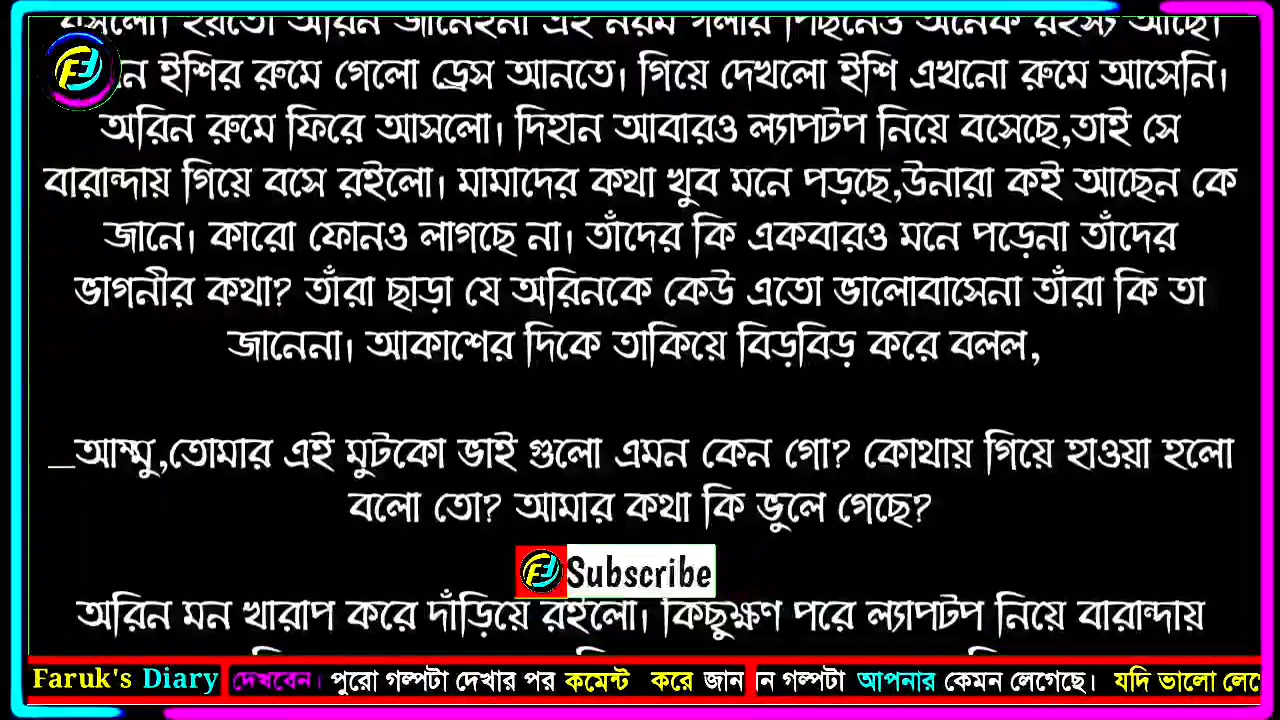 বসলো। হয়তো অরিন জানেইনা এই নরম গলার পিছনেও অনেক রহস্য আছে।
ইশির রুমে গেলো ড্রেস আনতে। গিয়ে দেখলো ইশি এখনো রুমে আসেনি।
অরিন রুমে ফিরে আসলো। দিহান আবারও ল্যাপটপ নিয়ে বসেছে,তাই সে
বারান্দায় গিয়ে বসে রইলো। মামাদের কথা খুব মনে পড়ছে,উনারা কই আছেন কে
জানে। কারো ফোনও লাগছে না। তাঁদের কি একবারও মনে পড়েনা তাঁদের
ভাগনীর কথা? তাঁরা ছাড়া যে অরিনকে কেউ এতো ভালোবাসেনা তাঁরা কি তা
জানেনা। আকাশের দিকে তাকিয়ে বিড়বিড় করে বলল,
_আম্মু,তোমার এই মুটকো ভাই গুলো এমন কেন গো? কোথায় গিয়ে হাওয়া হলো
বলো তো? আমার কথা কি ভুলে গেছে?
Subscribe
অরিন মন খারাপ করে দাঁড়িয়ে রইলো। কিছুক্ষণ পরে ল্যাপটপ নিয়ে বারান্দায়
Faruk's Diary দেখবেন। পুরো গল্পটা দেখার পর কমেন্ট করে জান ন গল্পটা আপনার কেমন লেগেছে। যদি ভালো লেগে